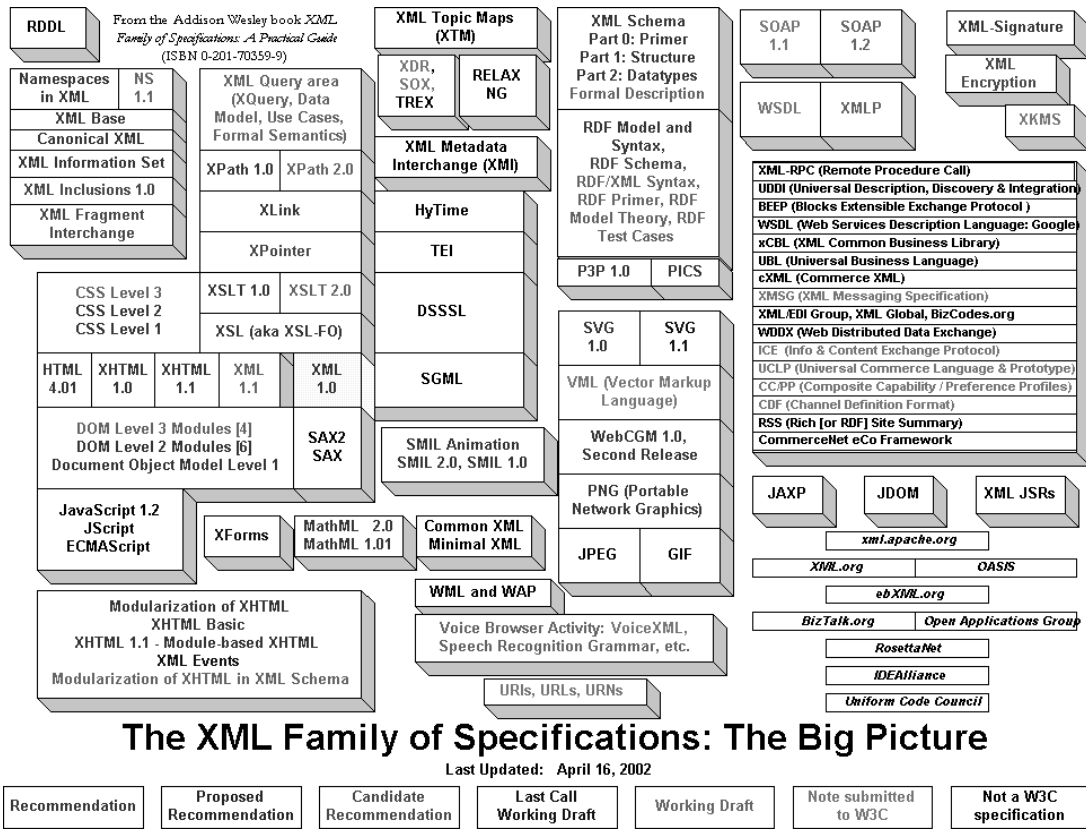 RDDL
From the Addison Wesley book XML
Family of Specifications: A Practical Guide
(ISBN 0-201-70359-9)
Namespaces
in XML
NS
1.1
XML Base
Canonical XML
XML Information Set
XML Inclusions 1.0
XML Fragment
Interchange
XML Query area
(XQuery, Data
Model, Use Cases,
Formal Semantics)
XPath 1.0
XPath 2.0
XLink
XPointer
XSLT 1.0
XSLT 2.0
XSL (aka XSL-FO)
CSS Level 3
CSS Level 2
CSS Level 1
HTML
4.01
XHTML
1.0
XHTML
1.1
XML
1.1
XML
1.0
DOM Level 3 Modules [4]
DOM Level 2 Modules [6]
Document Object Model Level 1
SAX2
SAX
JavaScript 1.2
JScript
ECMAScript
XML Topic Maps
(XTM)
XDR,
SOX,
TREX
RELAX
NG
XML Metadata
Interchange (XMI)
HyTime
TEI
DSSSL
SGML
SMIL Animation
SMIL 2.0, SMIL 1.0
XForms
MathML 2.0
MathML 1.01
Common XML
Minimal XML
WML and WAP
Voice Browser Activity: VoiceXML,
Speech Recognition Grammar, etc.
URIs, URLs, URNs
Modularization of XHTML
XHTML Basic
XHTML 1.1 - Module-based XHTML
XML Events
Modularization of XHTML in XML Schema
XML Schema
Part 0: Primer
Part 1: Structure
Part 2: Datatypes
Formal Description
RDF Model and
Syntax,
RDF Schema,
RDF/XML Syntax,
RDF Primer, RDF
Model Theory, RDF
Test Cases
P3P 1.0
PICS
SVG
1.0
SVG
1.1
VML (Vector Markup
Language)
WebCGM 1.0,
Second Release
PNG (Portable
Network Graphics)
JPEG
GIF
SOAP
1.1
SOAP
1.2
WSDL
XMLP
XML-Signature
XML
Encryption
XKMS
XML-RPC (Remote Procedure Call)
UDDI (Universal Description, Discovery & Integration)
BEEP (Blocks Extensible Exchange Protocol )
WSDL (Web Services Description Language: Google)
xCBL (XML Common Business Library)
UBL (Universal Business Language)
cXML (Commerce XML)
XMSG (XML Messaging Specification)
XML/EDI Group, XML Global, BizCodes.org
WDDX (Web Distributed Data Exchange)
ICE (Info & Content Exchange Protocol)
UCLP (Universal Commerce Language & Prototype)
CC/PP (Composite Capability / Preference Profiles)
CDF (Channel Definition Format)
RSS (Rich [or RDF] Site Summary)
CommerceNet eCo Framework
JAXP
JDOM
XML JSRs
xml.apache.org
XML.org
OASIS
ebXML.org
BizTalk.org
Open Applications Group
RosettaNet
IDEAlliance
Uniform Code Council
The XML Family of Specifications: The Big Picture
Last Updated: April 16, 2002
Recommendation
Proposed
Recommendation
Candidate
Recommendation
Last Call
Working Draft
Working Draft
Note submitted
to W3C
Not a W3C
specification